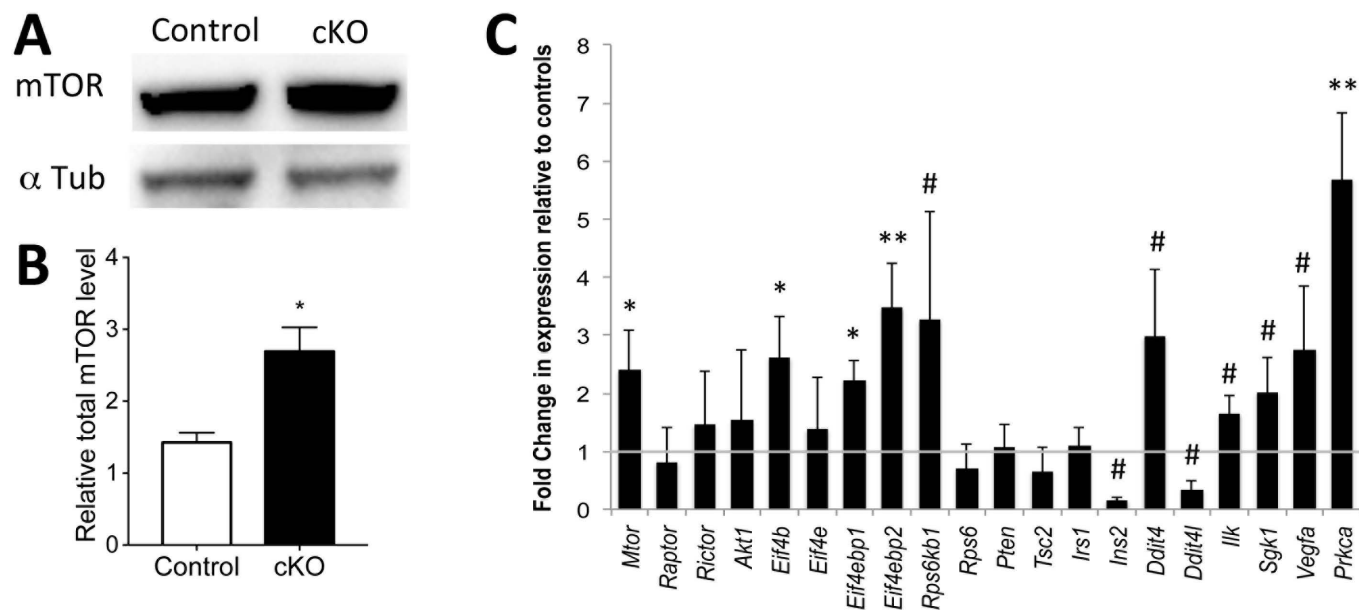 A
Control cKO
mTOR
α Tub
B
Relative total mTOR level
4
3
2
1
0
*
Control
cKO
C
Fold Change in expression relative to controls
8
7
6
5
4
3
2
1
0
*
*
*
**
#
#
#
#
#
#
#
**
Mtor
Raptor
Rictor
Akt1
Eif4b
Eif4e
Eif4ebp1
Eif4ebp2
Rps6kb1
Rps6
Pten
Tsc2
Irs1
Ins2
Ddit4
Ddit4l
Ilk
Sgk1
Vegfa
Prkca